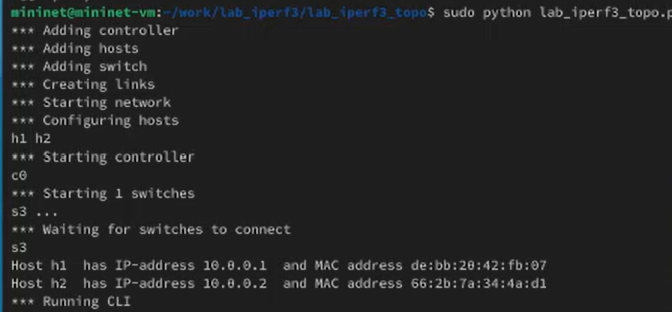 mininet@mininet-vm:~/work/lab_iperf3/lab_iperf3_topo$ sudo python lab_iperf3_topo.p
*** Adding controller
*** Adding hosts
*** Adding switch
*** Creating links
*** Starting network
*** Configuring hosts
h1 h2
*** Starting controller
c0
*** Starting 1 switches
s3 ...
*** Waiting for switches to connect
s3
Host h1  has IP-address 10.0.0.1  and MAC address de:bb:20:42:fb:07
Host h2  has IP-address 10.0.0.2  and MAC address 66:2b:7a:34:4a:d1
*** Running CLI